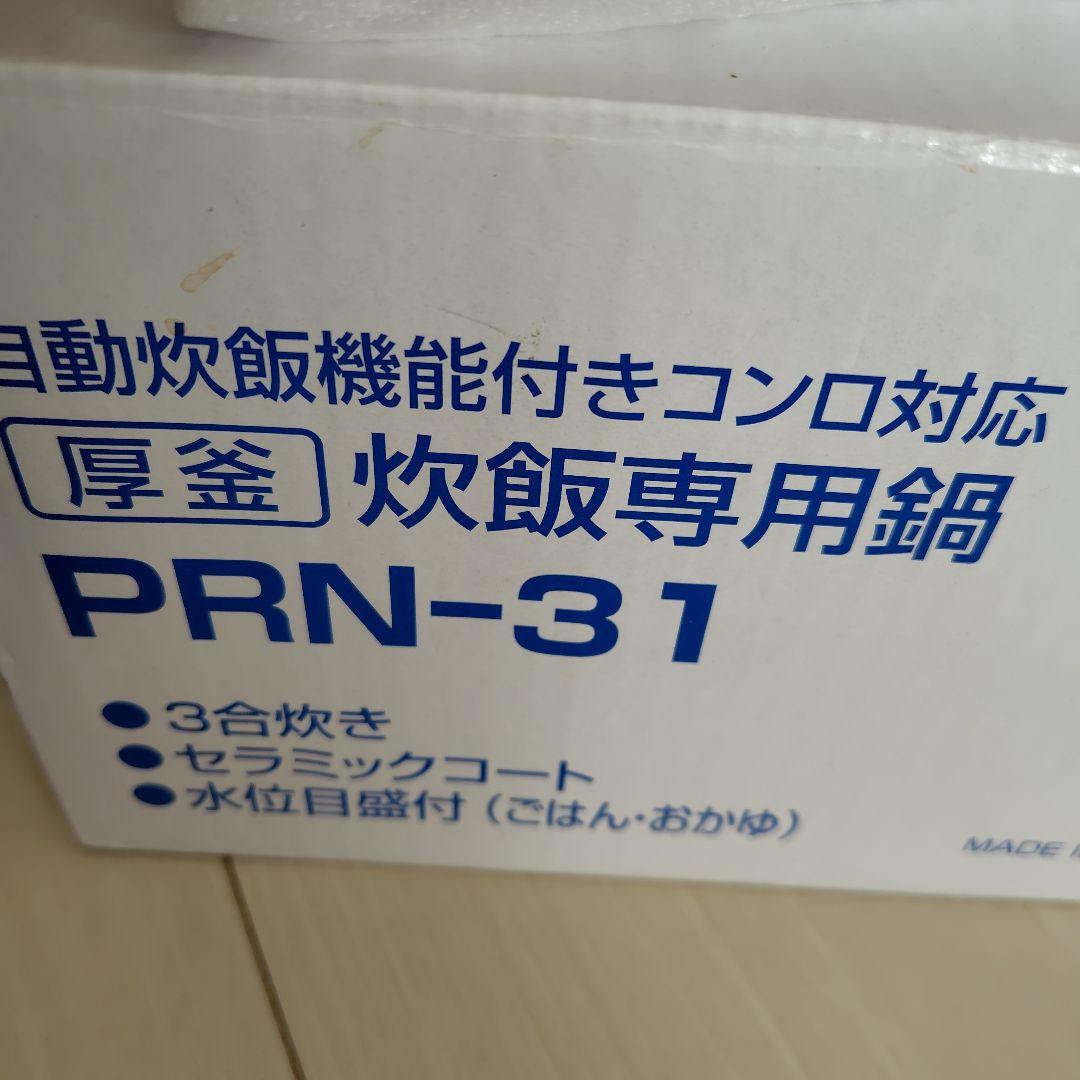 自動炊飯機能付きコンロ対応
厚釜 炊飯専用鍋
PRN-31
●3合炊き
●セラミックコート
●水位目盛付（ごはん・おかゆ）
MADE